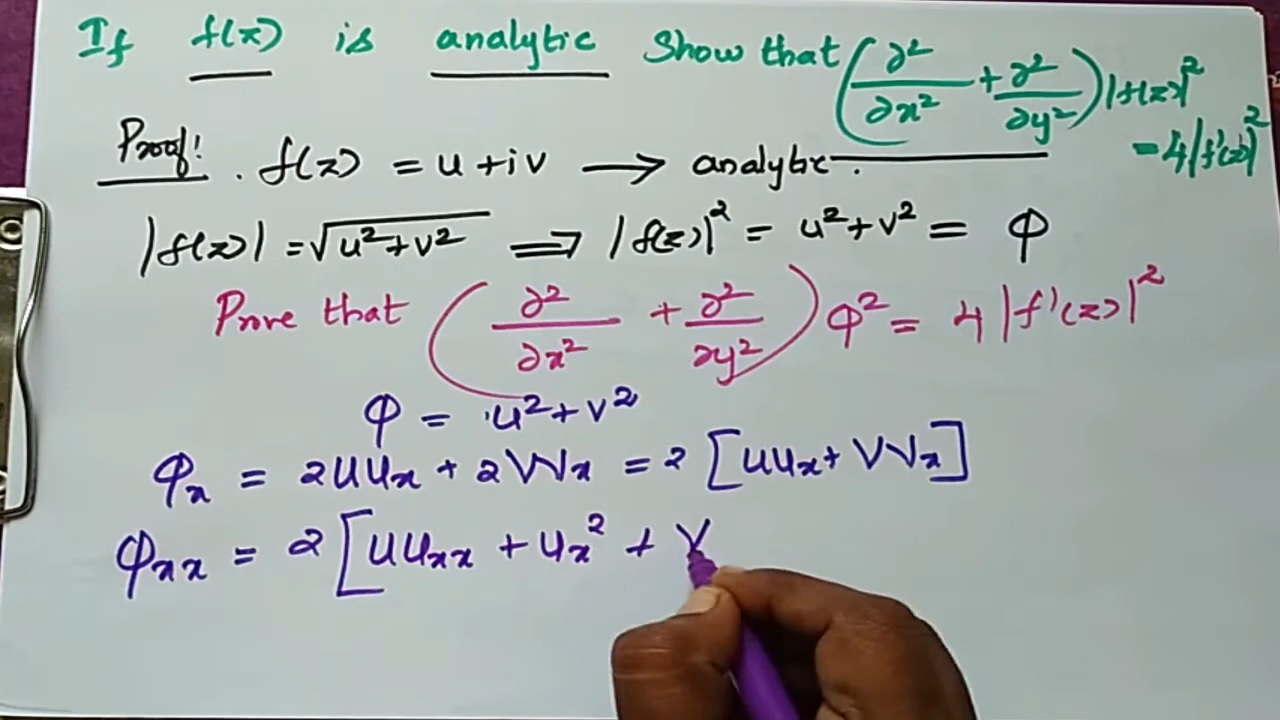 If f(z) is analytic Show that (∂²/∂x² + ∂²/∂y²)|f(z)|²
= 4|f'(z)|²
Proof! . f(z) = u + iv → analytic.
|f(z)| = √(u² + v²) ⟹ |f(z)|² = u² + v² = φ
Prove that (∂²/∂x² + ∂²/∂y²) φ² = 4 |f'(z)|²
φ = u² + v²
φx = 2uux + 2vvx = 2 [uux + vvx]
φxx = 2 [uuxx + ux² + v